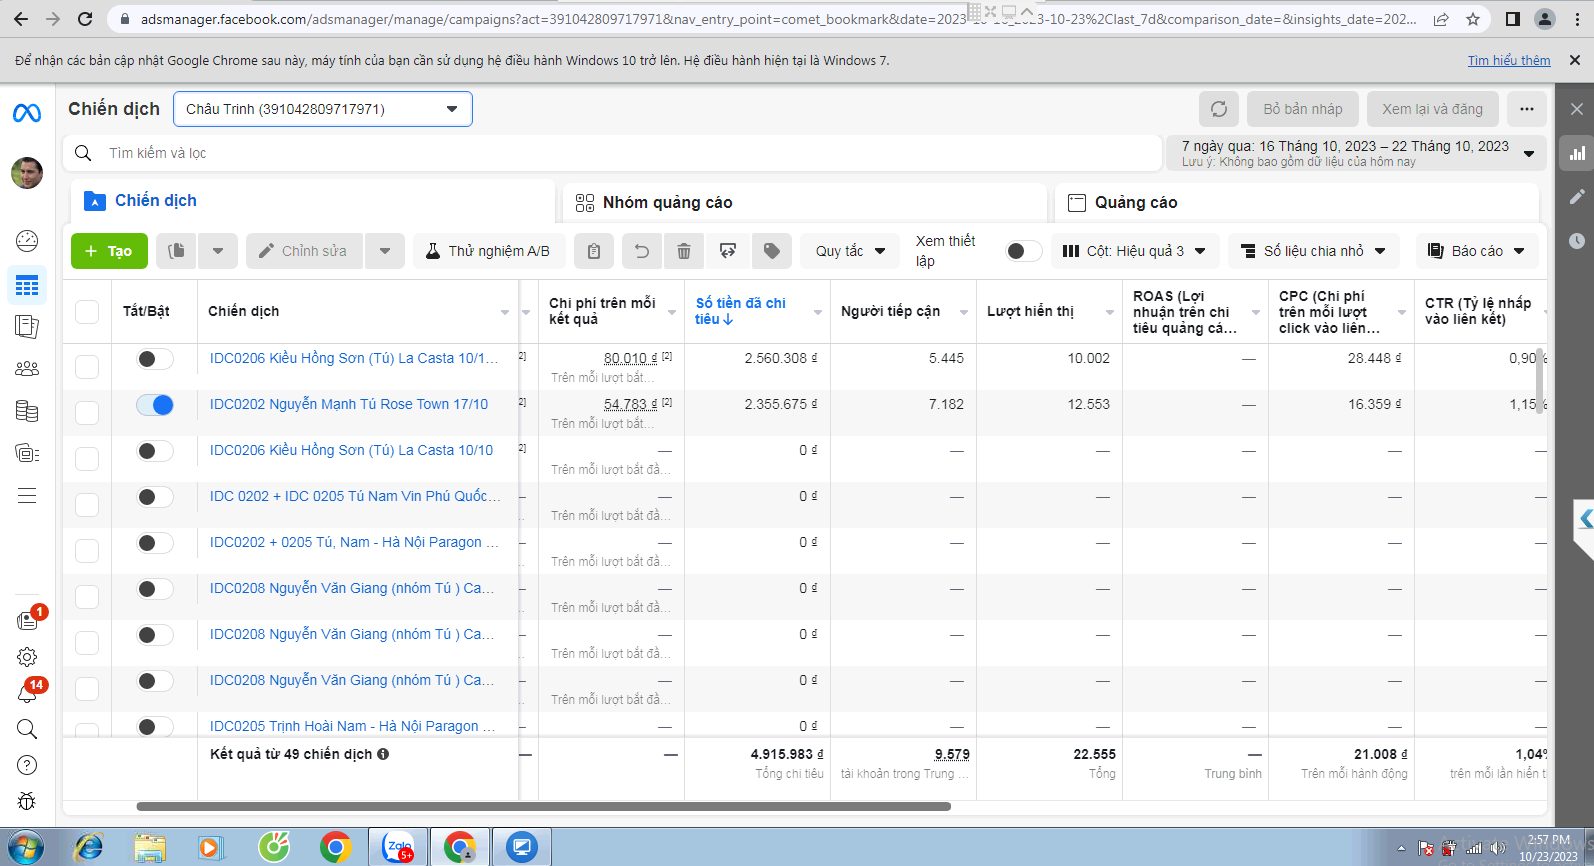 adsmanager.facebook.com/adsmanager/manage/campaigns?act=391042809717971&nav_entry_point=comet_bookmark&date=2023-10-16_2023-10-23%2Clast_7d&comparison_date=&insights_date=202...
Để nhận các bản cập nhật Google Chrome sau này, máy tính của bạn cần sử dụng hệ điều hành Windows 10 trở lên. Hệ điều hành hiện tại là Windows 7.
Tìm hiểu thêm
Chiến dịch
Châu Trinh (391042809717971)
Bỏ bản nháp
Xem lại và đăng
Tìm kiếm và lọc
7 ngày qua: 16 Tháng 10, 2023 – 22 Tháng 10, 2023
Lưu ý: Không bao gồm dữ liệu của hôm nay
Chiến dịch
Nhóm quảng cáo
Quảng cáo
+ Tạo
Chỉnh sửa
Thử nghiệm A/B
Quy tắc
Xem thiết lập
Cột: Hiệu quả 3
Số liệu chia nhỏ
Báo cáo
Tắt/Bật
Chiến dịch
Chi phí trên mỗi kết quả
Số tiền đã chi tiêu↓
Người tiếp cận
Lượt hiển thị
ROAS (Lợi nhuận trên chi tiêu quảng cá...
CPC (Chi phí trên mỗi lượt click vào liên...
CTR (Tỷ lệ nhấp vào liên kết)
IDC0206 Kiều Hồng Sơn (Tú) La Casta 10/1... 2] 80.010 ₫ [2] 2.560.308 ₫ 5.445 10.002 — 28.448 ₫ 0,90%
Trên mỗi lượt bắt...
IDC0202 Nguyễn Mạnh Tú Rose Town 17/10 2] 54.783 ₫ [2] 2.355.675 ₫ 7.182 12.553 — 16.359 ₫ 1,15%
Trên mỗi lượt bắt...
IDC0206 Kiều Hồng Sơn (Tú) La Casta 10/10 2] — 0 ₫ — — — — —
Trên mỗi lượt bắt đầ...
IDC 0202 + IDC 0205 Tú Nam Vin Phú Quốc... — — 0 ₫ — — — — —
Trên mỗi lượt bắt đầ...
IDC0202 + 0205 Tú, Nam - Hà Nội Paragon ... — — 0 ₫ — — — — —
Trên mỗi lượt bắt đầ...
IDC0208 Nguyễn Văn Giang (nhóm Tú ) Ca... — — 0 ₫ — — — — —
Trên mỗi lượt bắt đầ...
IDC0208 Nguyễn Văn Giang (nhóm Tú ) Ca... — — 0 ₫ — — — — —
Trên mỗi lượt bắt đầ...
IDC0208 Nguyễn Văn Giang (nhóm Tú ) Ca... — — 0 ₫ — — — — —
Trên mỗi lượt bắt đầ...
IDC0205 Trịnh Hoài Nam - Hà Nội Paragon ... — — 0 ₫ — — — — —
Kết quả từ 49 chiến dịch — — 4.915.983 ₫ 9.579 22.555 — 21.008 ₫ 1,04%
Tổng chi tiêu tài khoản trong Trung ... Tổng Trung bình Trên mỗi hành động trên mỗi lần hiển t
1
14
Zalo
5+
2:57 PM
10/23/2023